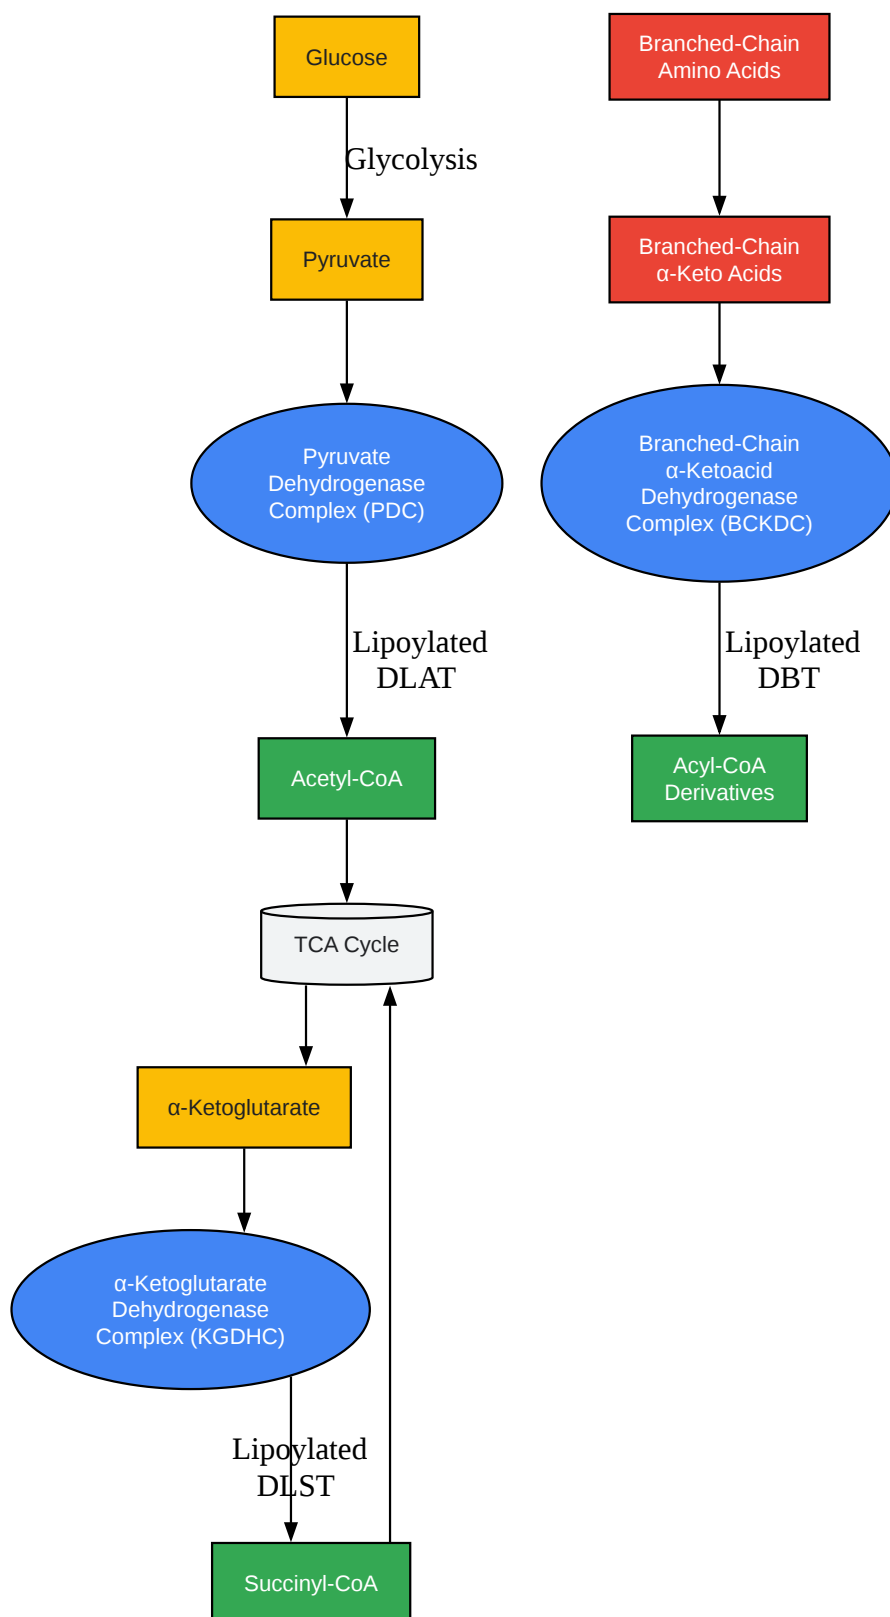 Glucose
Glycolysis
Pyruvate
Pyruvate
Dehydrogenase
Complex (PDC)
Lipoylated
DLAT
Acetyl-CoA
TCA Cycle
α-Ketoglutarate
α-Ketoglutarate
Dehydrogenase
Complex (KGDHC)
Lipoylated
DLST
Succinyl-CoA
Branched-Chain
Amino Acids
Branched-Chain
α-Keto Acids
Branched-Chain
α-Ketoacid
Dehydrogenase
Complex (BCKDC)
Lipoylated
DBT
Acyl-CoA
Derivatives